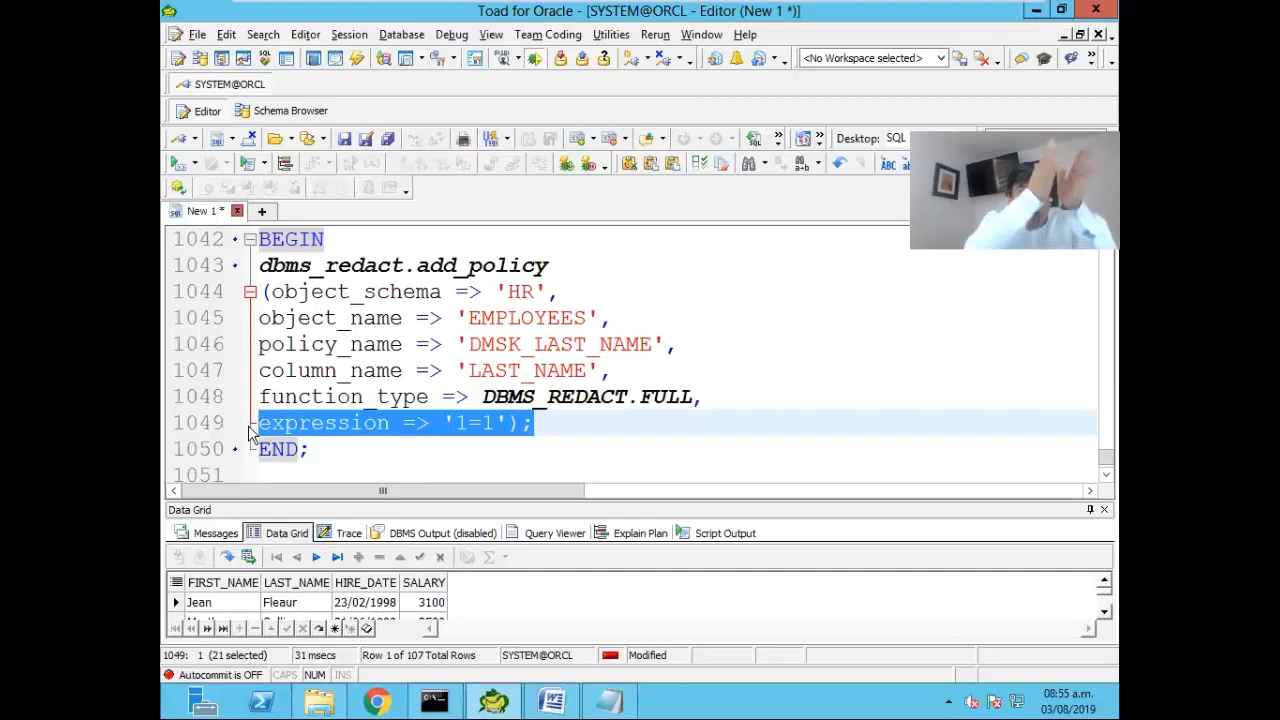 Toad for Oracle - [SYSTEM@ORCL - Editor (New 1 *)]
File Edit Search Editor Session Database Debug View Team Coding Utilities Rerun Window Help
<No Workspace selected>
SYSTEM@ORCL
Editor Schema Browser
Desktop: SQL
New 1 *
1042 BEGIN
1043 dbms_redact.add_policy
1044 (object_schema => 'HR',
1045 object_name => 'EMPLOYEES',
1046 policy_name => 'DMSK_LAST_NAME',
1047 column_name => 'LAST_NAME',
1048 function_type => DBMS_REDACT.FULL,
1049 expression => '1=1');
1050 END;
1051
Data Grid
Messages Data Grid Trace DBMS Output (disabled) Query Viewer Explain Plan Script Output
FIRST_NAME LAST_NAME HIRE_DATE SALARY
Jean Fleaur 23/02/1998 3100
1049: 1 (21 selected) 31 msecs Row 1 of 107 Total Rows SYSTEM@ORCL Modified
Autocommit is OFF CAPS NUM INS
08:55 a.m.
03/08/2019